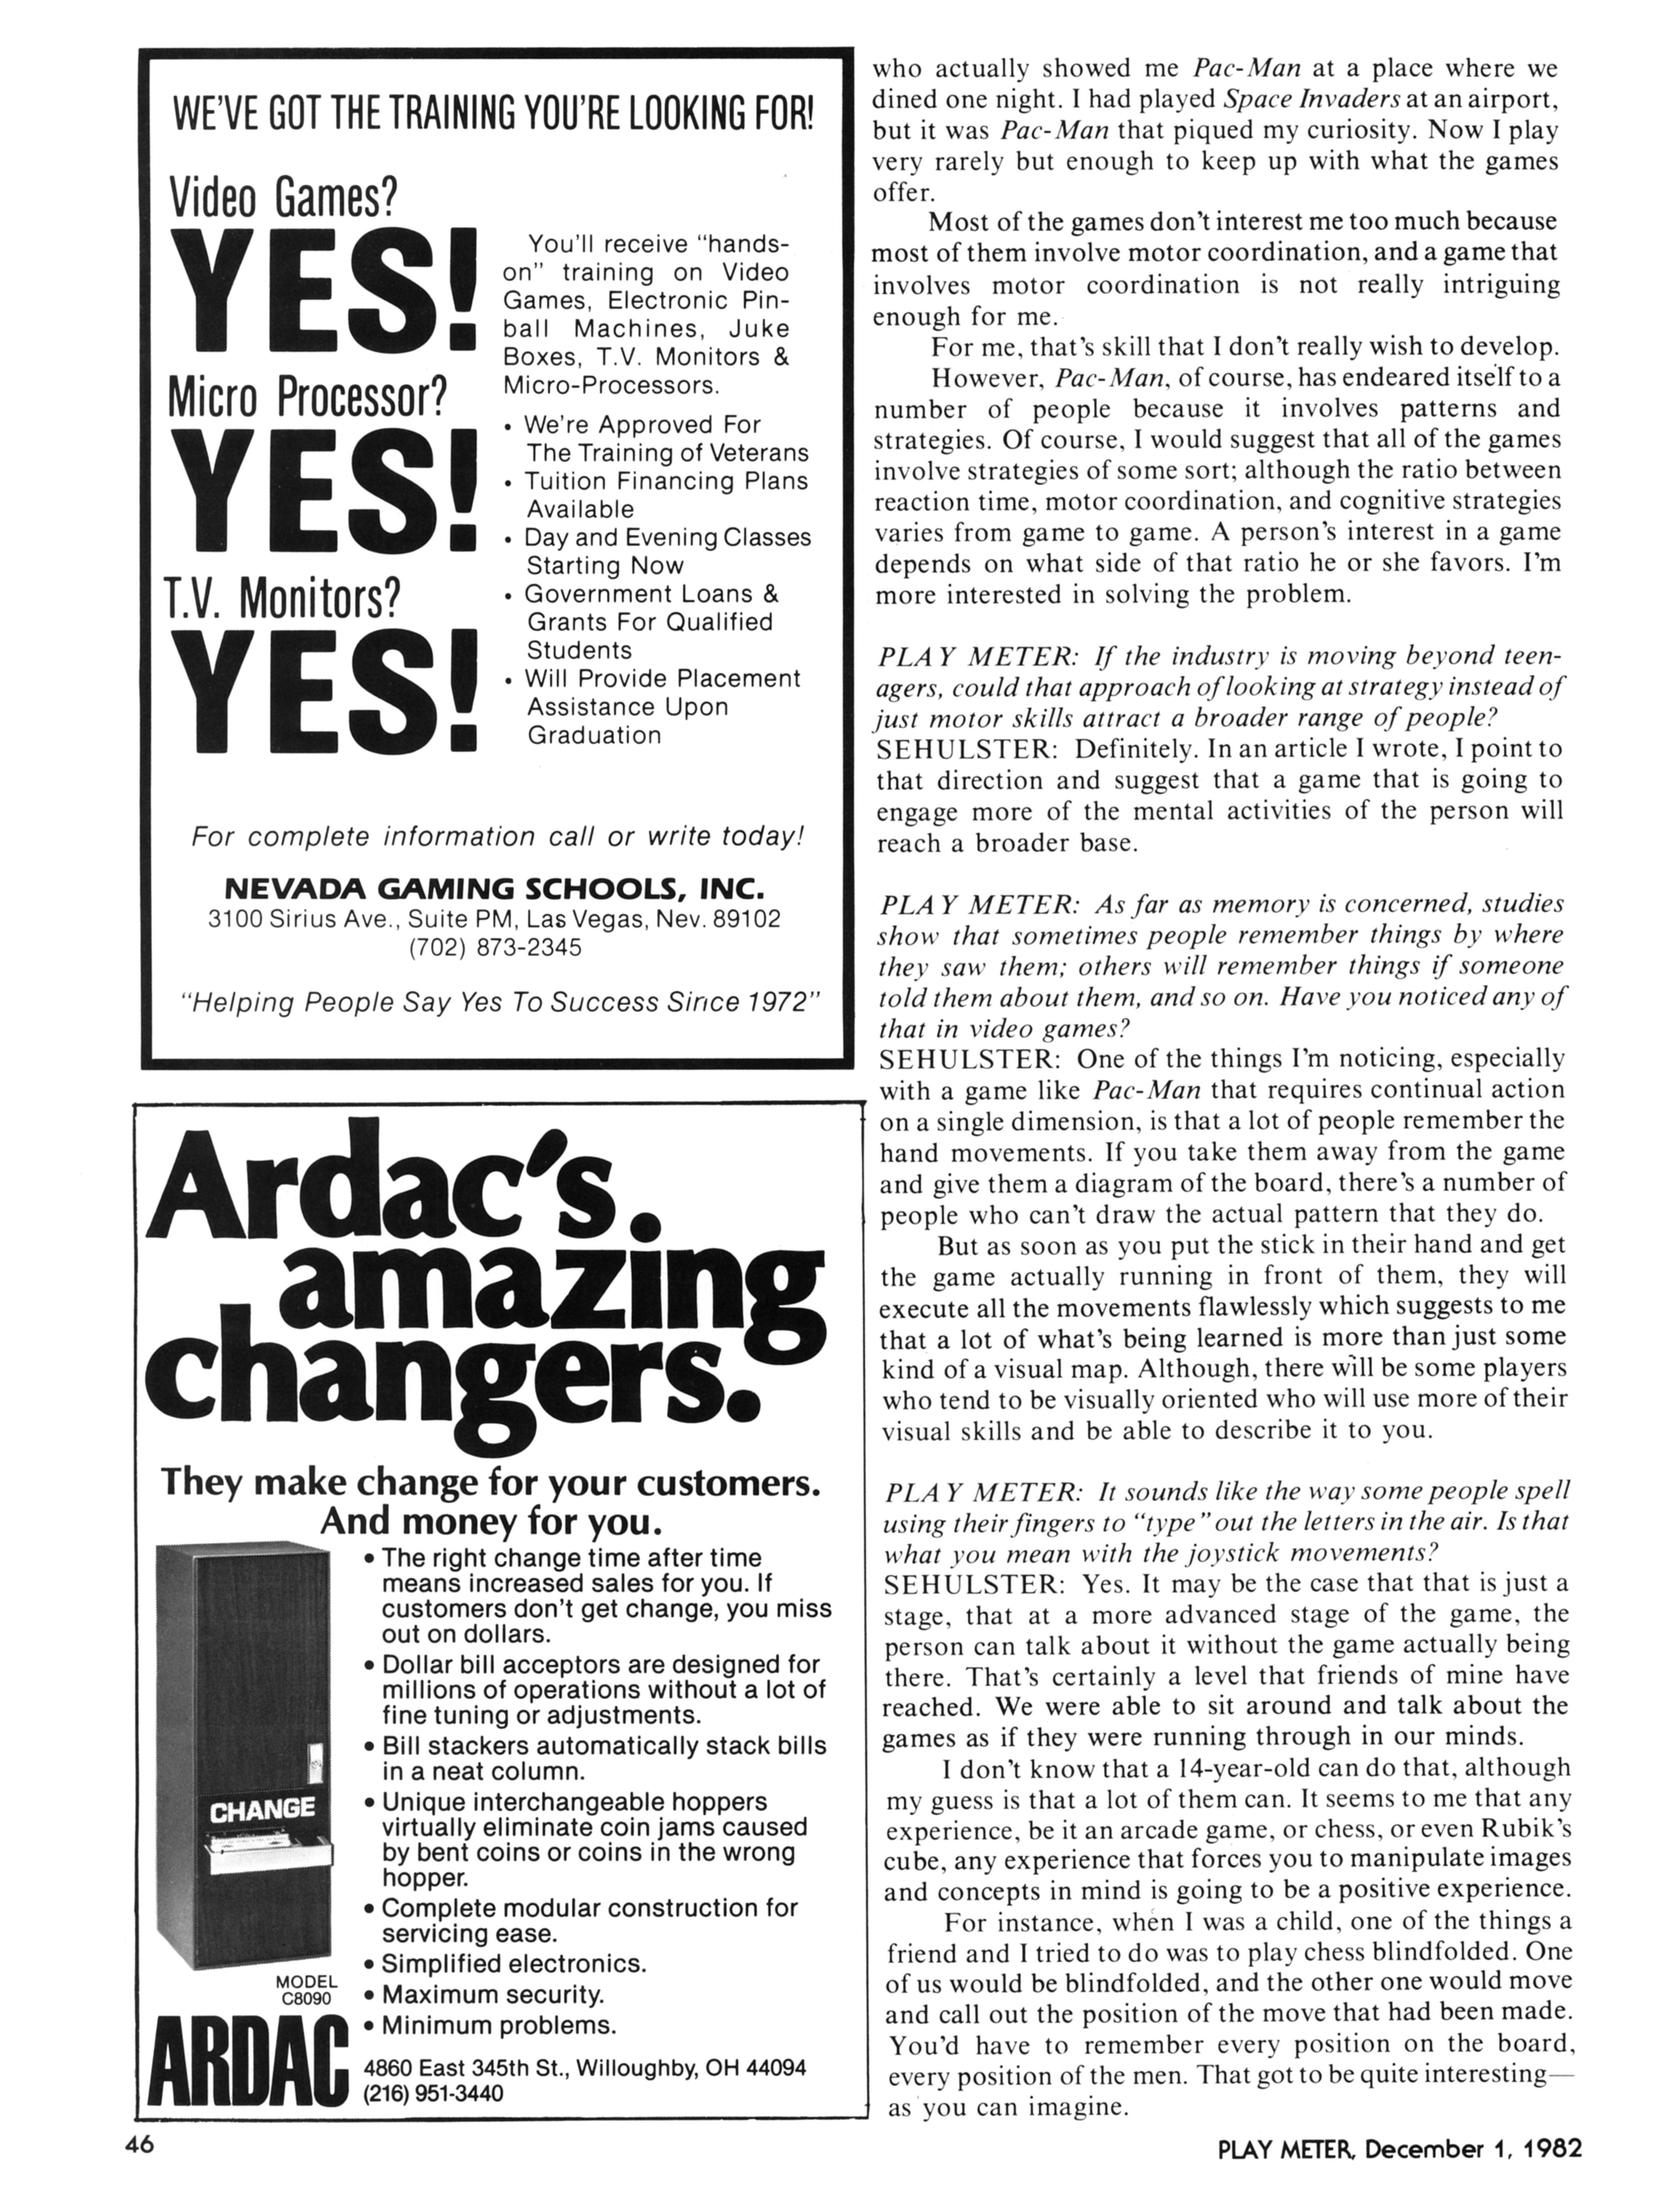 WE'VE GOT THE TRAINING YOU'RE LOOKING FOR!
Video Games?
YES!
Micro Processor?
YES!
T.V. Monitors?
YES!
You'll receive "hands-
on" training on Video
Games, Electronic Pin-
ball Machines, Juke
Boxes, T.V. Monitors &
Micro-Processors.
• We're Approved For
The Training of Veterans
• Tuition Financing Plans
Available
• Day and Evening Classes
Starting Now
• Government Loans &
Grants For Qualified
Students
• Will Provide Placement
Assistance Upon
Graduation
For complete information call or write today!
NEVADA GAMING SCHOOLS, INC.
3100 Sirius Ave., Suite PM, Las Vegas, Nev. 89102
(702) 873-2345
"Helping People Say Yes To Success Since 1972"
Ardac's.
amazing
changers.
They make change for your customers.
And money for you.
• The right change time after time
means increased sales for you. If
customers don't get change, you miss
out on dollars.
• Dollar bill acceptors are designed for
millions of operations without a lot of
fine tuning or adjustments.
• Bill stackers automatically stack bills
in a neat column.
• Unique interchangeable hoppers
virtually eliminate coin jams caused
by bent coins or coins in the wrong
hopper.
• Complete modular construction for
servicing ease.
• Simplified electronics.
• Maximum security.
• Minimum problems.
CHANGE
MODEL
C8090
ARDAC
4860 East 345th St., Willoughby, OH 44094
(216) 951-3440
who actually showed me Pac-Man at a place where we
dined one night. I had played Space Invaders at an airport,
but it was Pac-Man that piqued my curiosity. Now I play
very rarely but enough to keep up with what the games
offer.
Most of the games don't interest me too much because
most of them involve motor coordination, and a game that
involves motor coordination is not really intriguing
enough for me.
For me, that's skill that I don't really wish to develop.
However, Pac-Man, of course, has endeared itself to a
number of people because it involves patterns and
strategies. Of course, I would suggest that all of the games
involve strategies of some sort; although the ratio between
reaction time, motor coordination, and cognitive strategies
varies from game to game. A person's interest in a game
depends on what side of that ratio he or she favors. I'm
more interested in solving the problem.
PLAY METER: If the industry is moving beyond teen-
agers, could that approach of looking at strategy instead of
just motor skills attract a broader range of people?
SEHULSTER: Definitely. In an article I wrote, I point to
that direction and suggest that a game that is going to
engage more of the mental activities of the person will
reach a broader base.
PLAY METER: As far as memory is concerned, studies
show that sometimes people remember things by where
they saw them; others will remember things if someone
told them about them, and so on. Have you noticed any of
that in video games?
SEHULSTER: One of the things I'm noticing, especially
with a game like Pac-Man that requires continual action
on a single dimension, is that a lot of people remember the
hand movements. If you take them away from the game
and give them a diagram of the board, there's a number of
people who can't draw the actual pattern that they do.
But as soon as you put the stick in their hand and get
the game actually running in front of them, they will
execute all the movements flawlessly which suggests to me
that a lot of what's being learned is more than just some
kind of a visual map. Although, there will be some players
who tend to be visually oriented who will use more of their
visual skills and be able to describe it to you.
PLAY METER: It sounds like the way some people spell
using their fingers to "type" out the letters in the air. Is that
what you mean with the joystick movements?
SEHULSTER: Yes. It may be the case that that is just a
stage, that at a more advanced stage of the game, the
person can talk about it without the game actually being
there. That's certainly a level that friends of mine have
reached. We were able to sit around and talk about the
games as if they were running through in our minds.
I don't know that a 14-year-old can do that, although
my guess is that a lot of them can. It seems to me that any
experience, be it an arcade game, or chess, or even Rubik's
cube, any experience that forces you to manipulate images
and concepts in mind is going to be a positive experience.
For instance, when I was a child, one of the things a
friend and I tried to do was to play chess blindfolded. One
of us would be blindfolded, and the other one would move
and call out the position of the move that had been made.
You'd have to remember every position on the board,
every position of the men. That got to be quite interesting—
as you can imagine.
46
PLAY METER, December 1, 1982